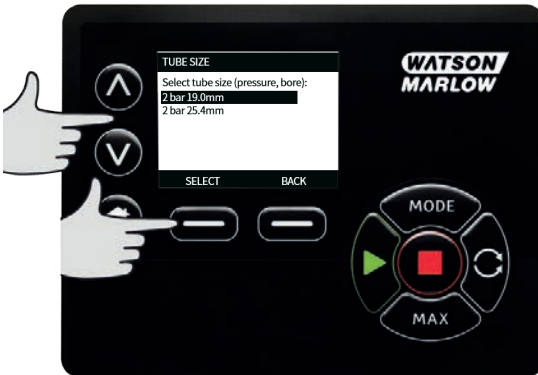 TUBE SIZE
Select tube size (pressure, bore):
2 bar 19.0mm
2 bar 25.4mm
SELECT BACK
WATSON
MARLOW
MODE
MAX